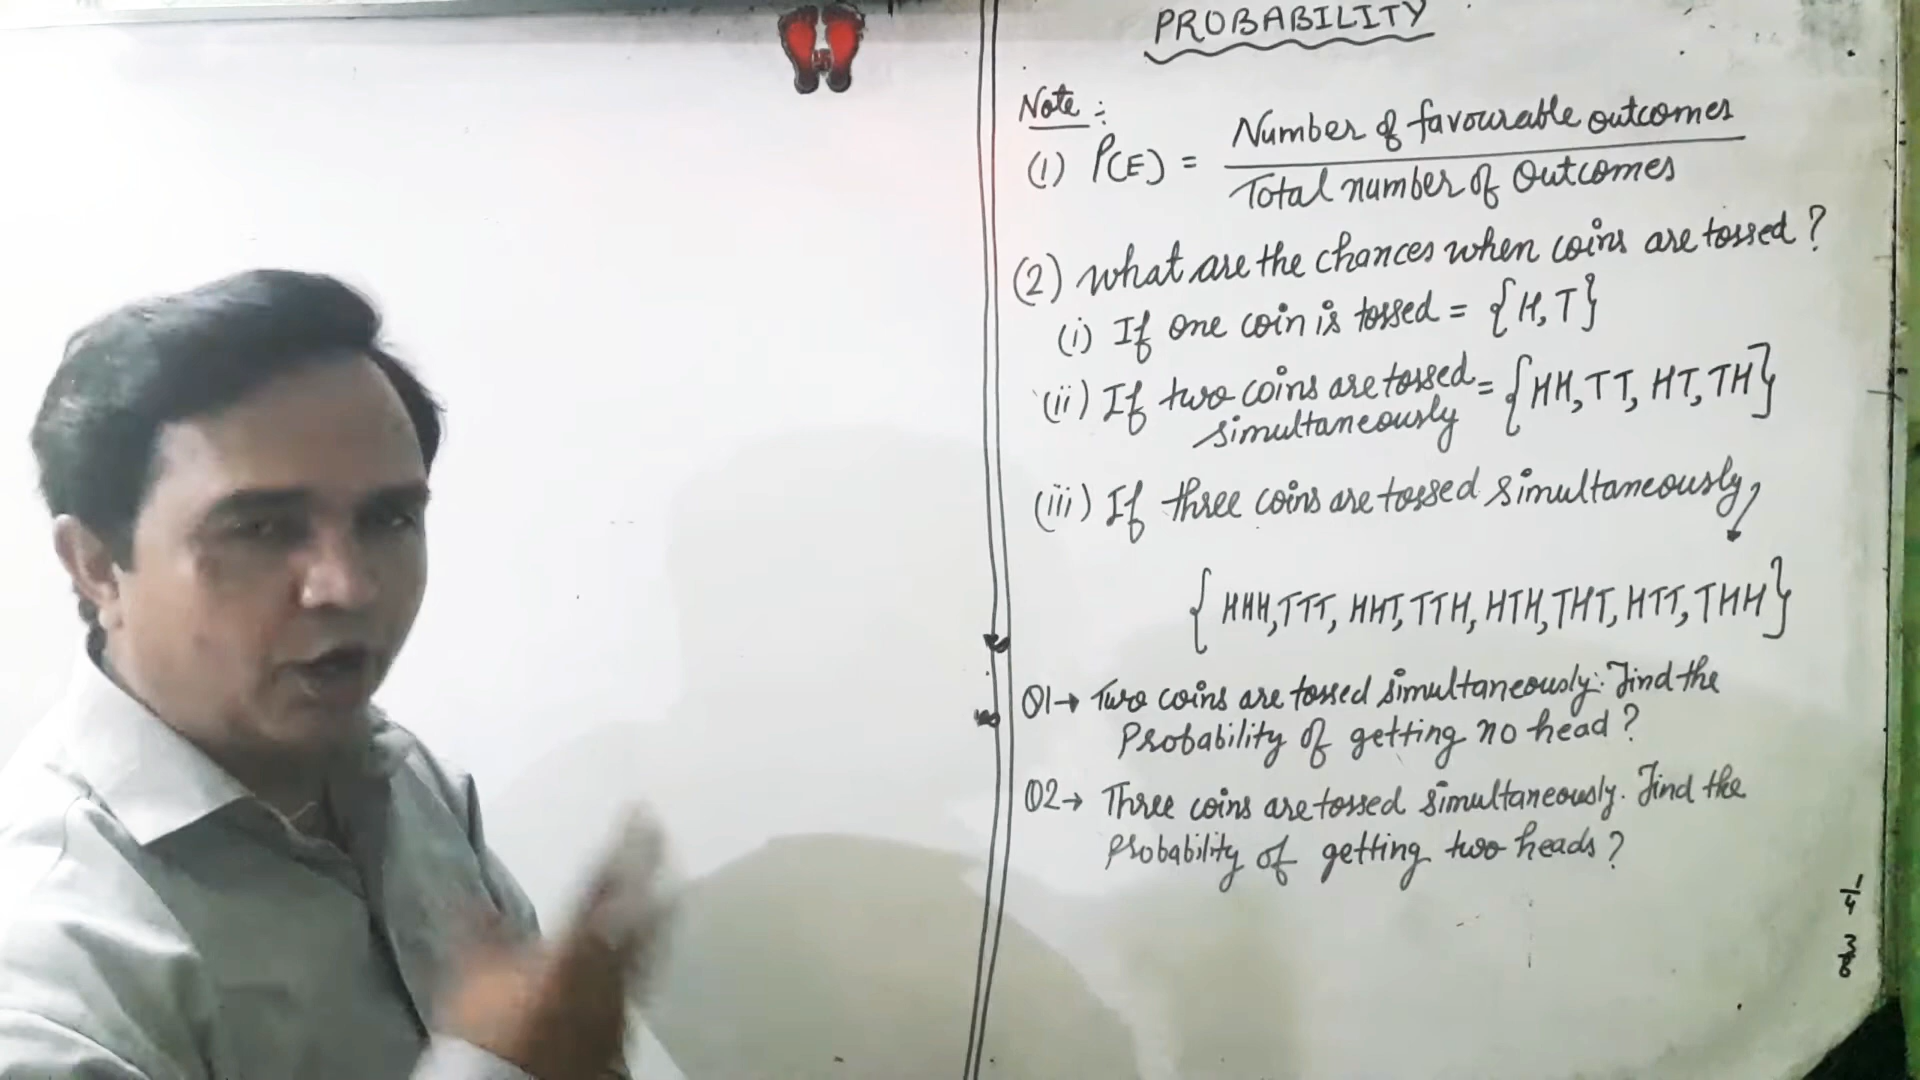 PROBABILITY
Note :-
(1) P(E) = Number of favourable outcomes
Total number of Outcomes
(2) What are the chances when coins are tossed?
(i) If one coin is tossed = {H, T}
(ii) If two coins are tossed = {HH, TT, HT, TH}
simultaneously
(iii) If three coins are tossed simultaneously
{HHH, TTT, HHT, TTH, HTH, THT, HTT, THH}
Q1→ Two coins are tossed simultaneously. Find the
Probability of getting no head?
Q2→ Three coins are tossed simultaneously. Find the
Probability of getting two heads?
1/4
3/8